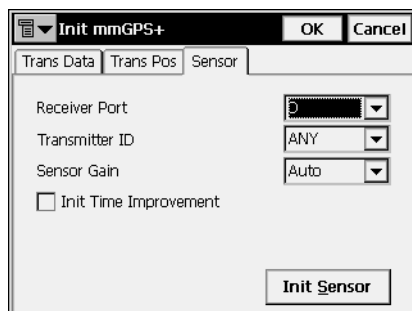 Init mmGPS+ OK Cancel
Trans Data Trans Pos Sensor
Receiver Port D
Transmitter ID ANY
Sensor Gain Auto
Init Time Improvement
Init Sensor